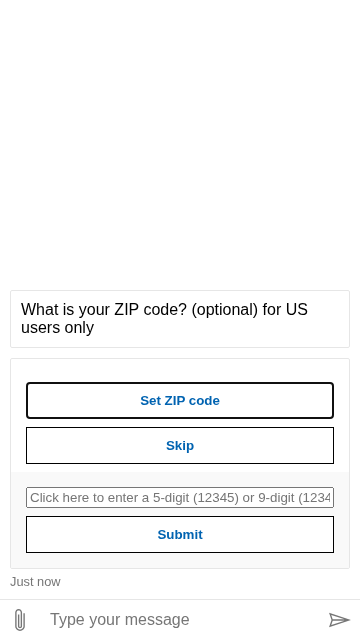 What is your ZIP code? (optional) for US
users only
Set ZIP code
Skip
Click here to enter a 5-digit (12345) or 9-digit (1234
Submit
Just now
Type your message